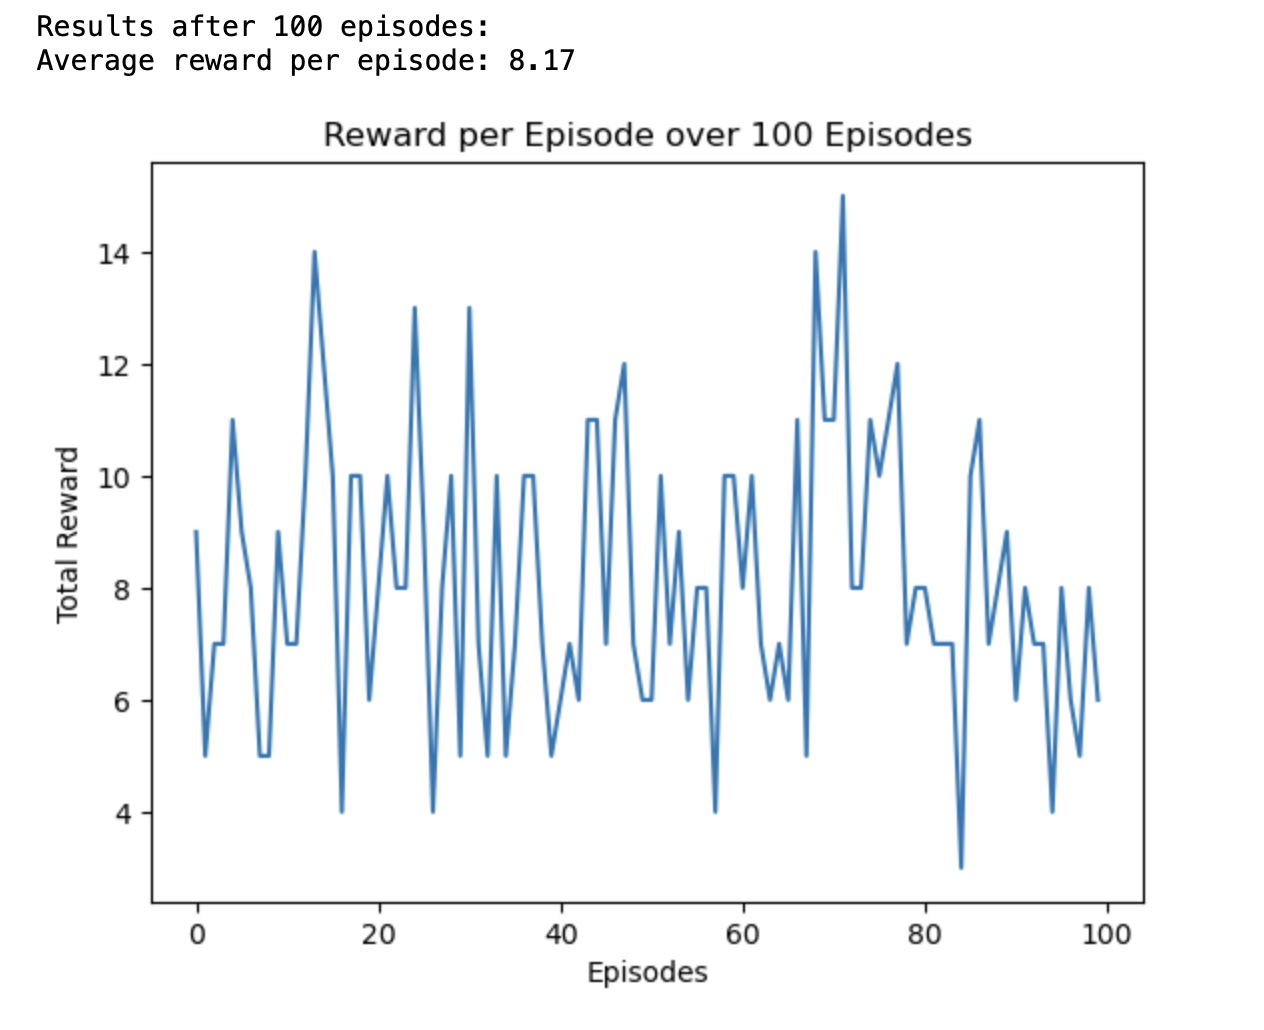 Results after 100 episodes:
Average reward per episode: 8.17
Reward per Episode over 100 Episodes
14
12
10
8
6
4
Total Reward
0 20 40 60 80 100
Episodes